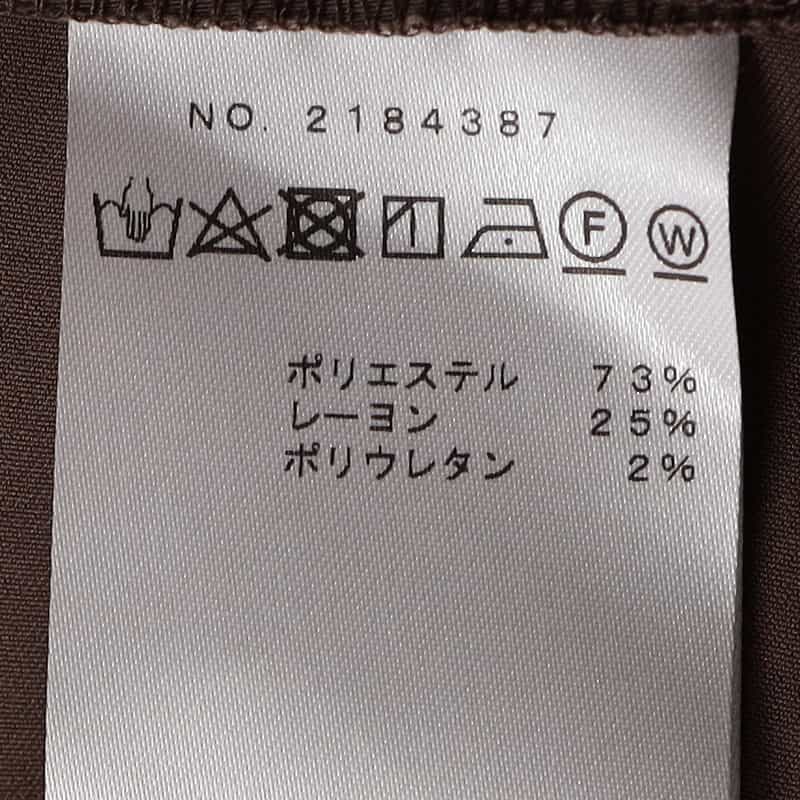 NO. 2184387
F W
ポリエステル 73%
レーヨン 25%
ポリウレタン 2%